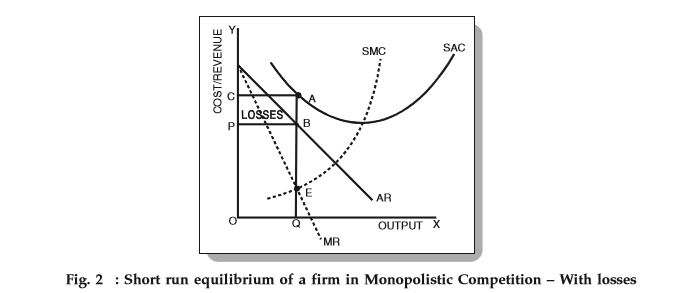 Y
COST/REVENUE
SMC
SAC
C
A
LOSSES
P
B
E
AR
O
Q
OUTPUT X
MR
Fig. 2 : Short run equilibrium of a firm in Monopolistic Competition – With losses